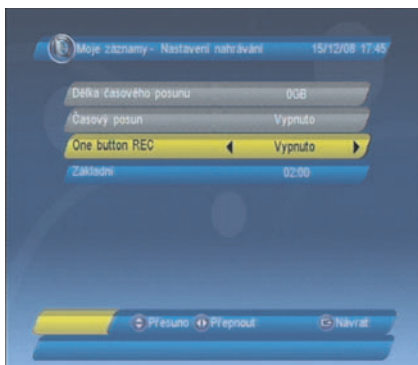 Moje záznamy - Nastavení nahrávání 15/12/08 17:45
Délka časového posunu 0GB
Časový posun Vypnuto
One button REC Vypnuto
Základní 02:00
Přesuno Přepnout Návrat